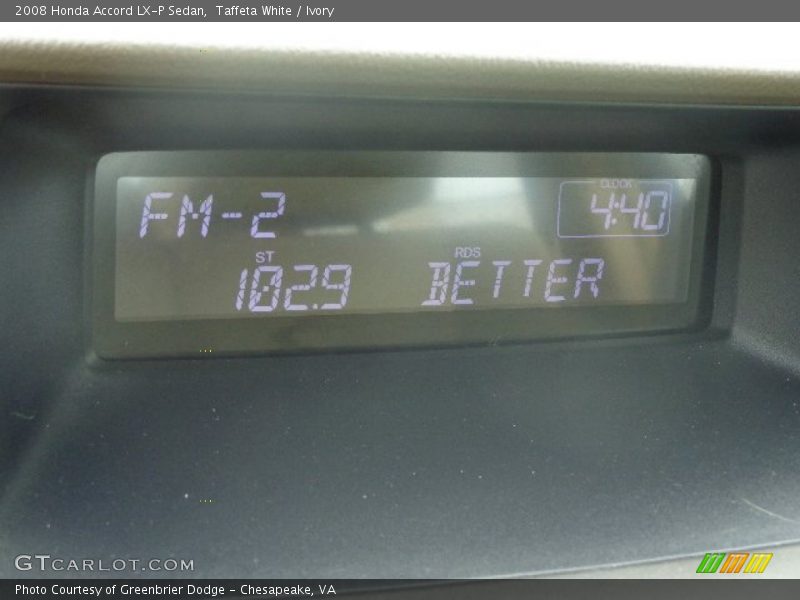 2008 Honda Accord LX-P Sedan,  Taffeta White / Ivory
FM-2
CLOCK
4:40
ST
RDS
102.9
BETTER
GTCARLOT.COM
Photo Courtesy of Greenbrier Dodge - Chesapeake, VA